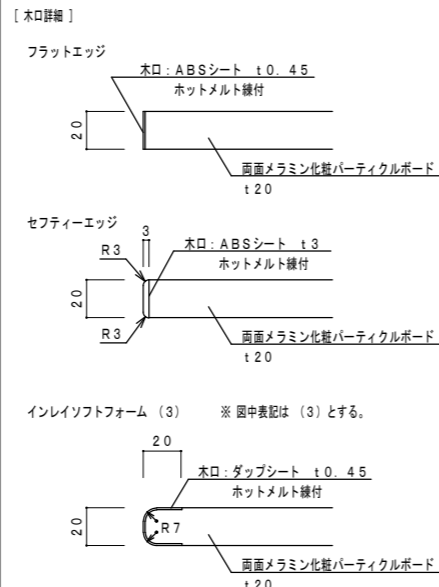 [ 木口詳細 ]
フラットエッジ
木口:ABSシート t0.45
ホットメルト練付
20
両面メラミン化粧パーティクルボード
t20
セフティーエッジ
3
R3
木口:ABSシート t3
ホットメルト練付
20
R3
両面メラミン化粧パーティクルボード
t20
インレイソフトフォーム (3) ※ 図中表記は (3) とする。
20
木口:ダップシート t0.45
ホットメルト練付
20
R7
両面メラミン化粧パーティクルボード
t20